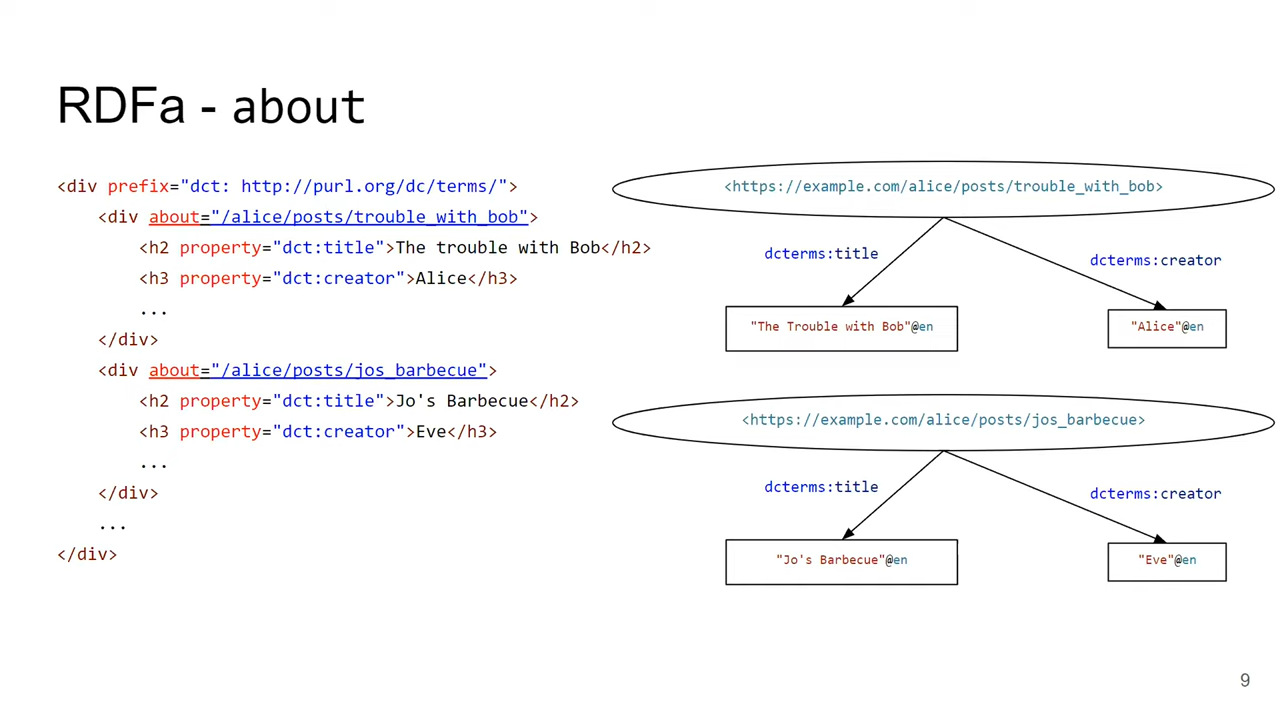 RDFa - about
<div prefix="dct: http://purl.org/dc/terms/">
<div about="/alice/posts/trouble_with_bob">
<h2 property="dct:title">The trouble with Bob</h2>
<h3 property="dct:creator">Alice</h3>
...
</div>
<div about="/alice/posts/jos_barbecue">
<h2 property="dct:title">Jo's Barbecue</h2>
<h3 property="dct:creator">Eve</h3>
...
</div>
...
</div>
<https://example.com/alice/posts/trouble_with_bob>
dcterms:title
dcterms:creator
"The Trouble with Bob"@en
"Alice"@en
<https://example.com/alice/posts/jos_barbecue>
dcterms:title
dcterms:creator
"Jo's Barbecue"@en
"Eve"@en
9